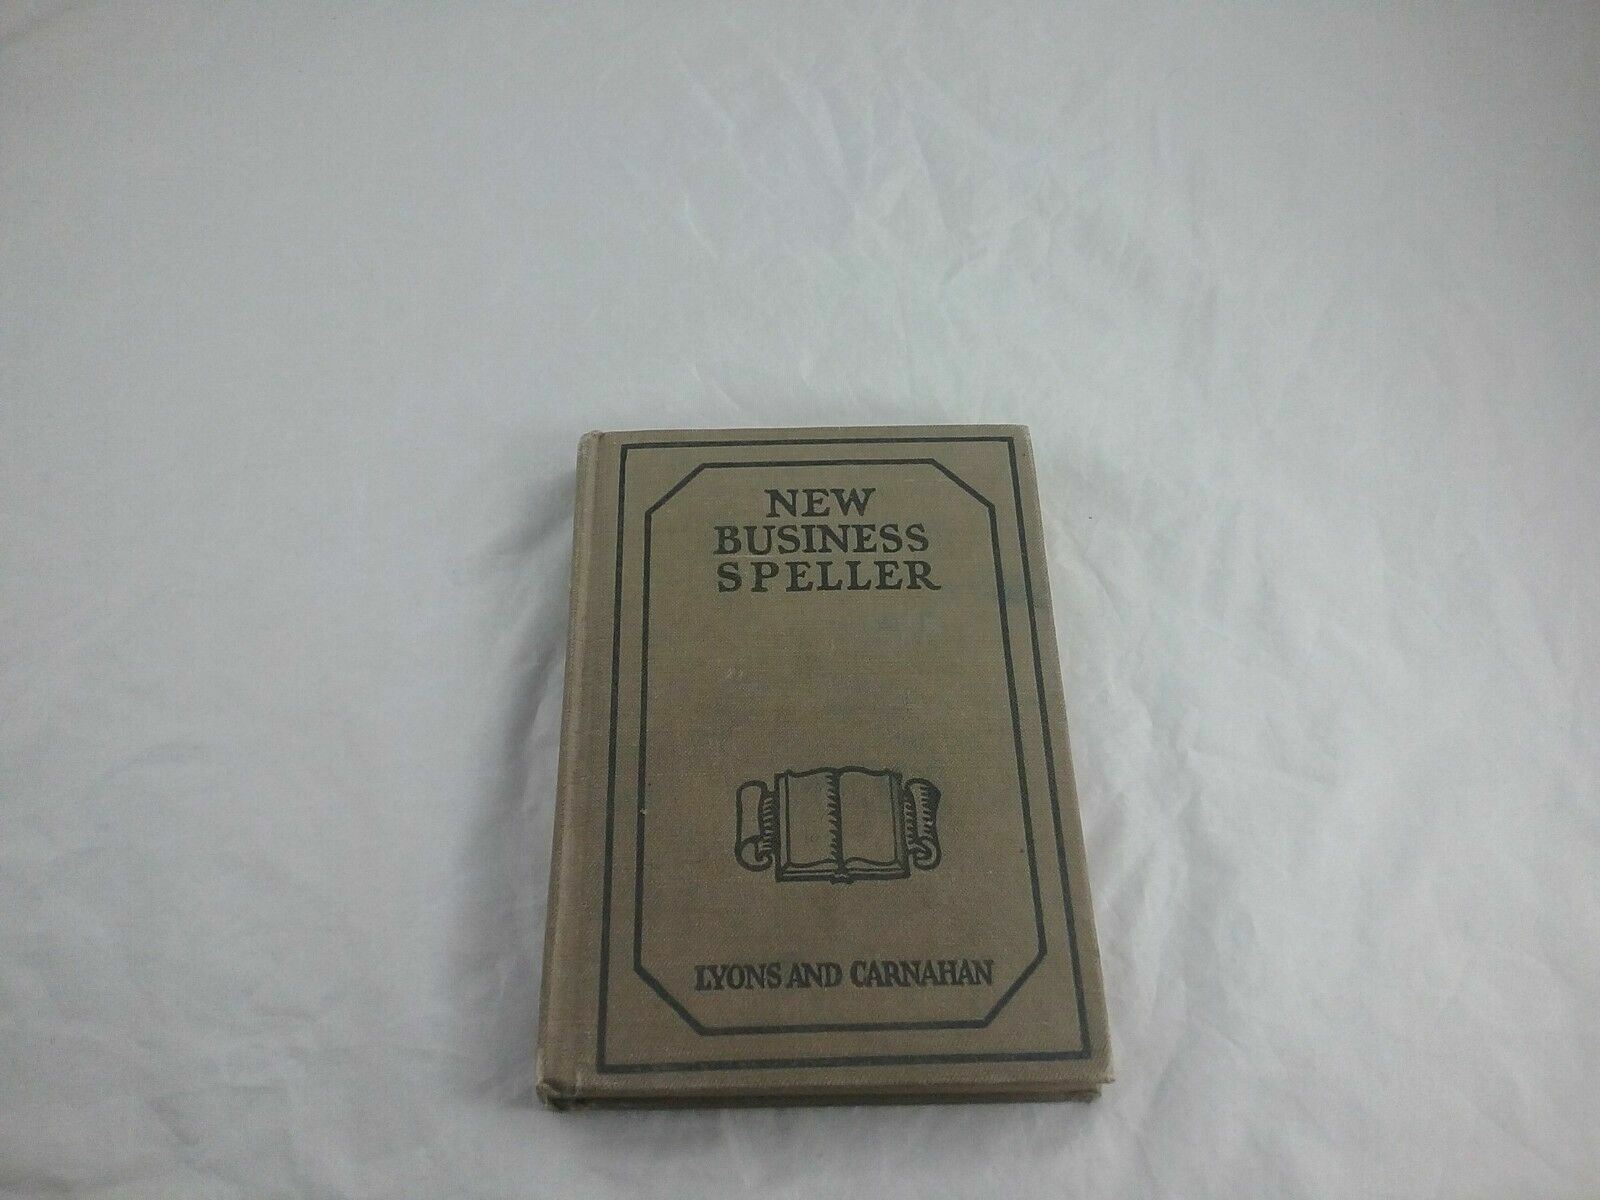 NEW
BUSINESS
SPELLER
LYONS AND CARNAHAN